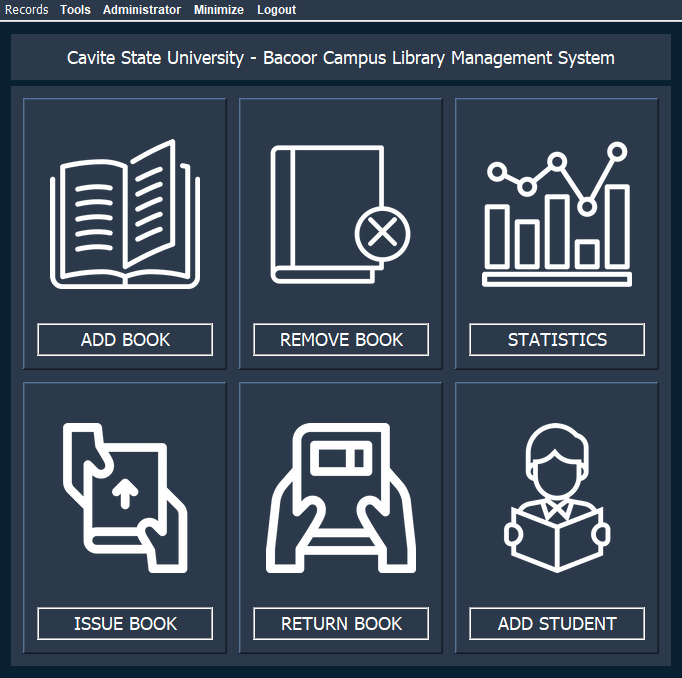 Records Tools Administrator Minimize Logout
Cavite State University - Bacoor Campus Library Management System
ADD BOOK REMOVE BOOK STATISTICS
ISSUE BOOK RETURN BOOK ADD STUDENT